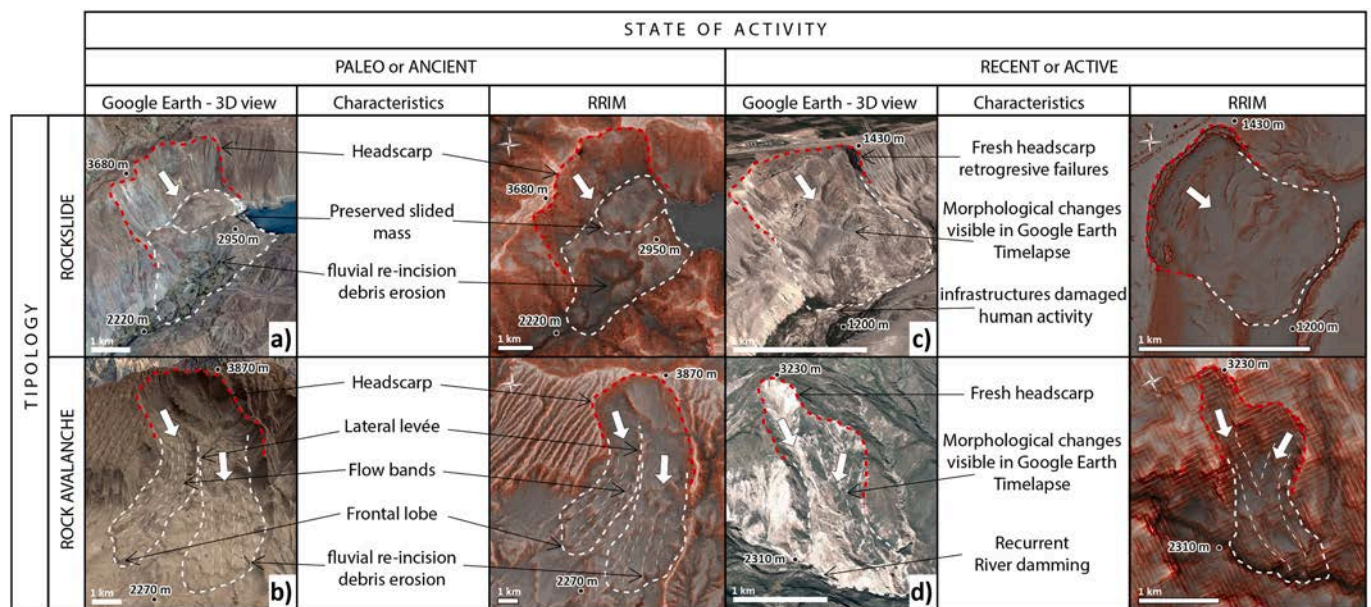 STATE OF ACTIVITY
PALEO or ANCIENT
RECENT or ACTIVE
Google Earth - 3D view
Characteristics
RRIM
Google Earth - 3D view
Characteristics
RRIM
TIPOLOGY
ROCKSLIDE
3680 m
2950 m
2220 m
1 km
a)
Headscarp
Preserved slided
mass
fluvial re-incision
debris erosion
3680 m
2950 m
2220 m
1 km
1430 m
1200 m
1 km
c)
Fresh headscarp
retrogresive failures
Morphological changes
visible in Google Earth
Timelapse
infrastructures damaged
human activity
1430 m
1200 m
1 km
ROCK AVALANCHE
3870 m
2270 m
1 km
b)
Headscarp
Lateral levée
Flow bands
Frontal lobe
fluvial re-incision
debris erosion
3870 m
2270 m
1 km
3230 m
2310 m
1 km
d)
Fresh headscarp
Morphological changes
visible in Google Earth
Timelapse
Recurrent
River damming
3230 m
2310 m
1 km